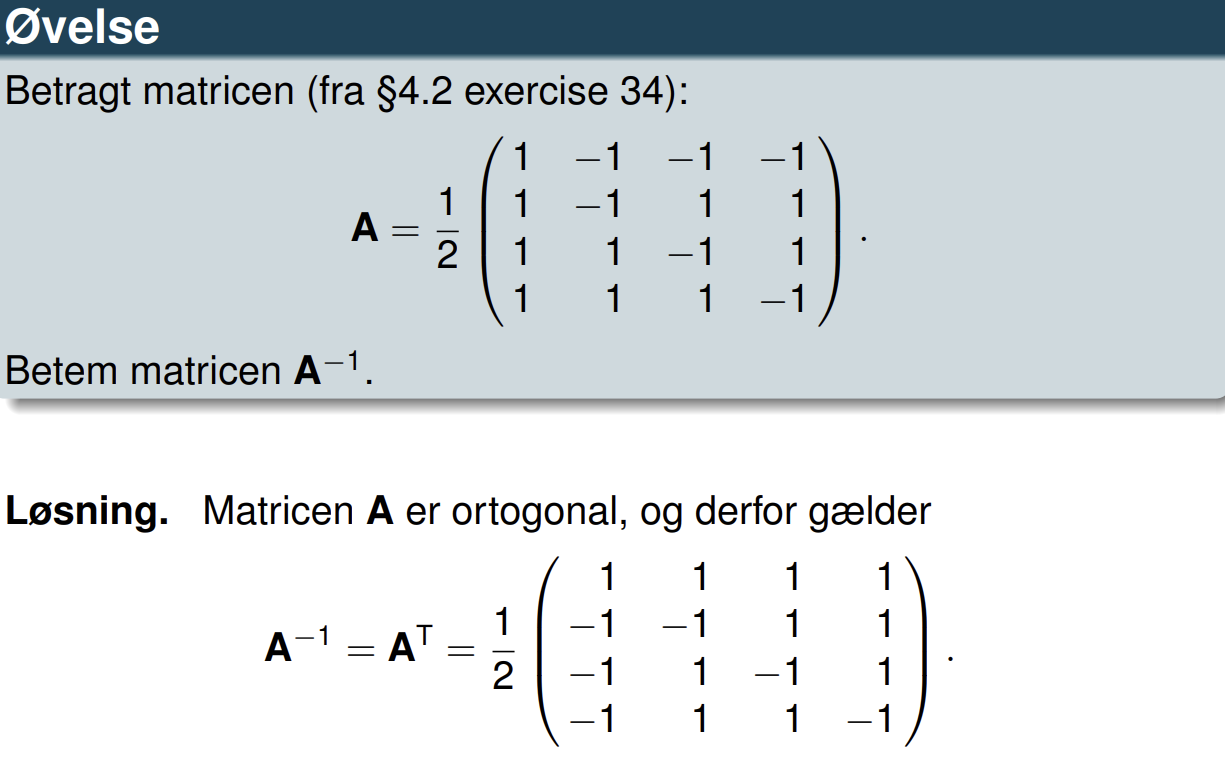 Øvelse
Betragt matricen (fra §4.2 exercise 34):
A = 1/2 ( 1 −1 −1 −1
1 −1 1 1
1 1 −1 1
1 1 1 −1 ) .
Betem matricen A⁻¹.
Løsning. Matricen A er ortogonal, og derfor gælder
A⁻¹ = Aᵀ = 1/2 ( 1 1 1 1
−1 −1 1 1
−1 1 −1 1
−1 1 1 −1 ) .